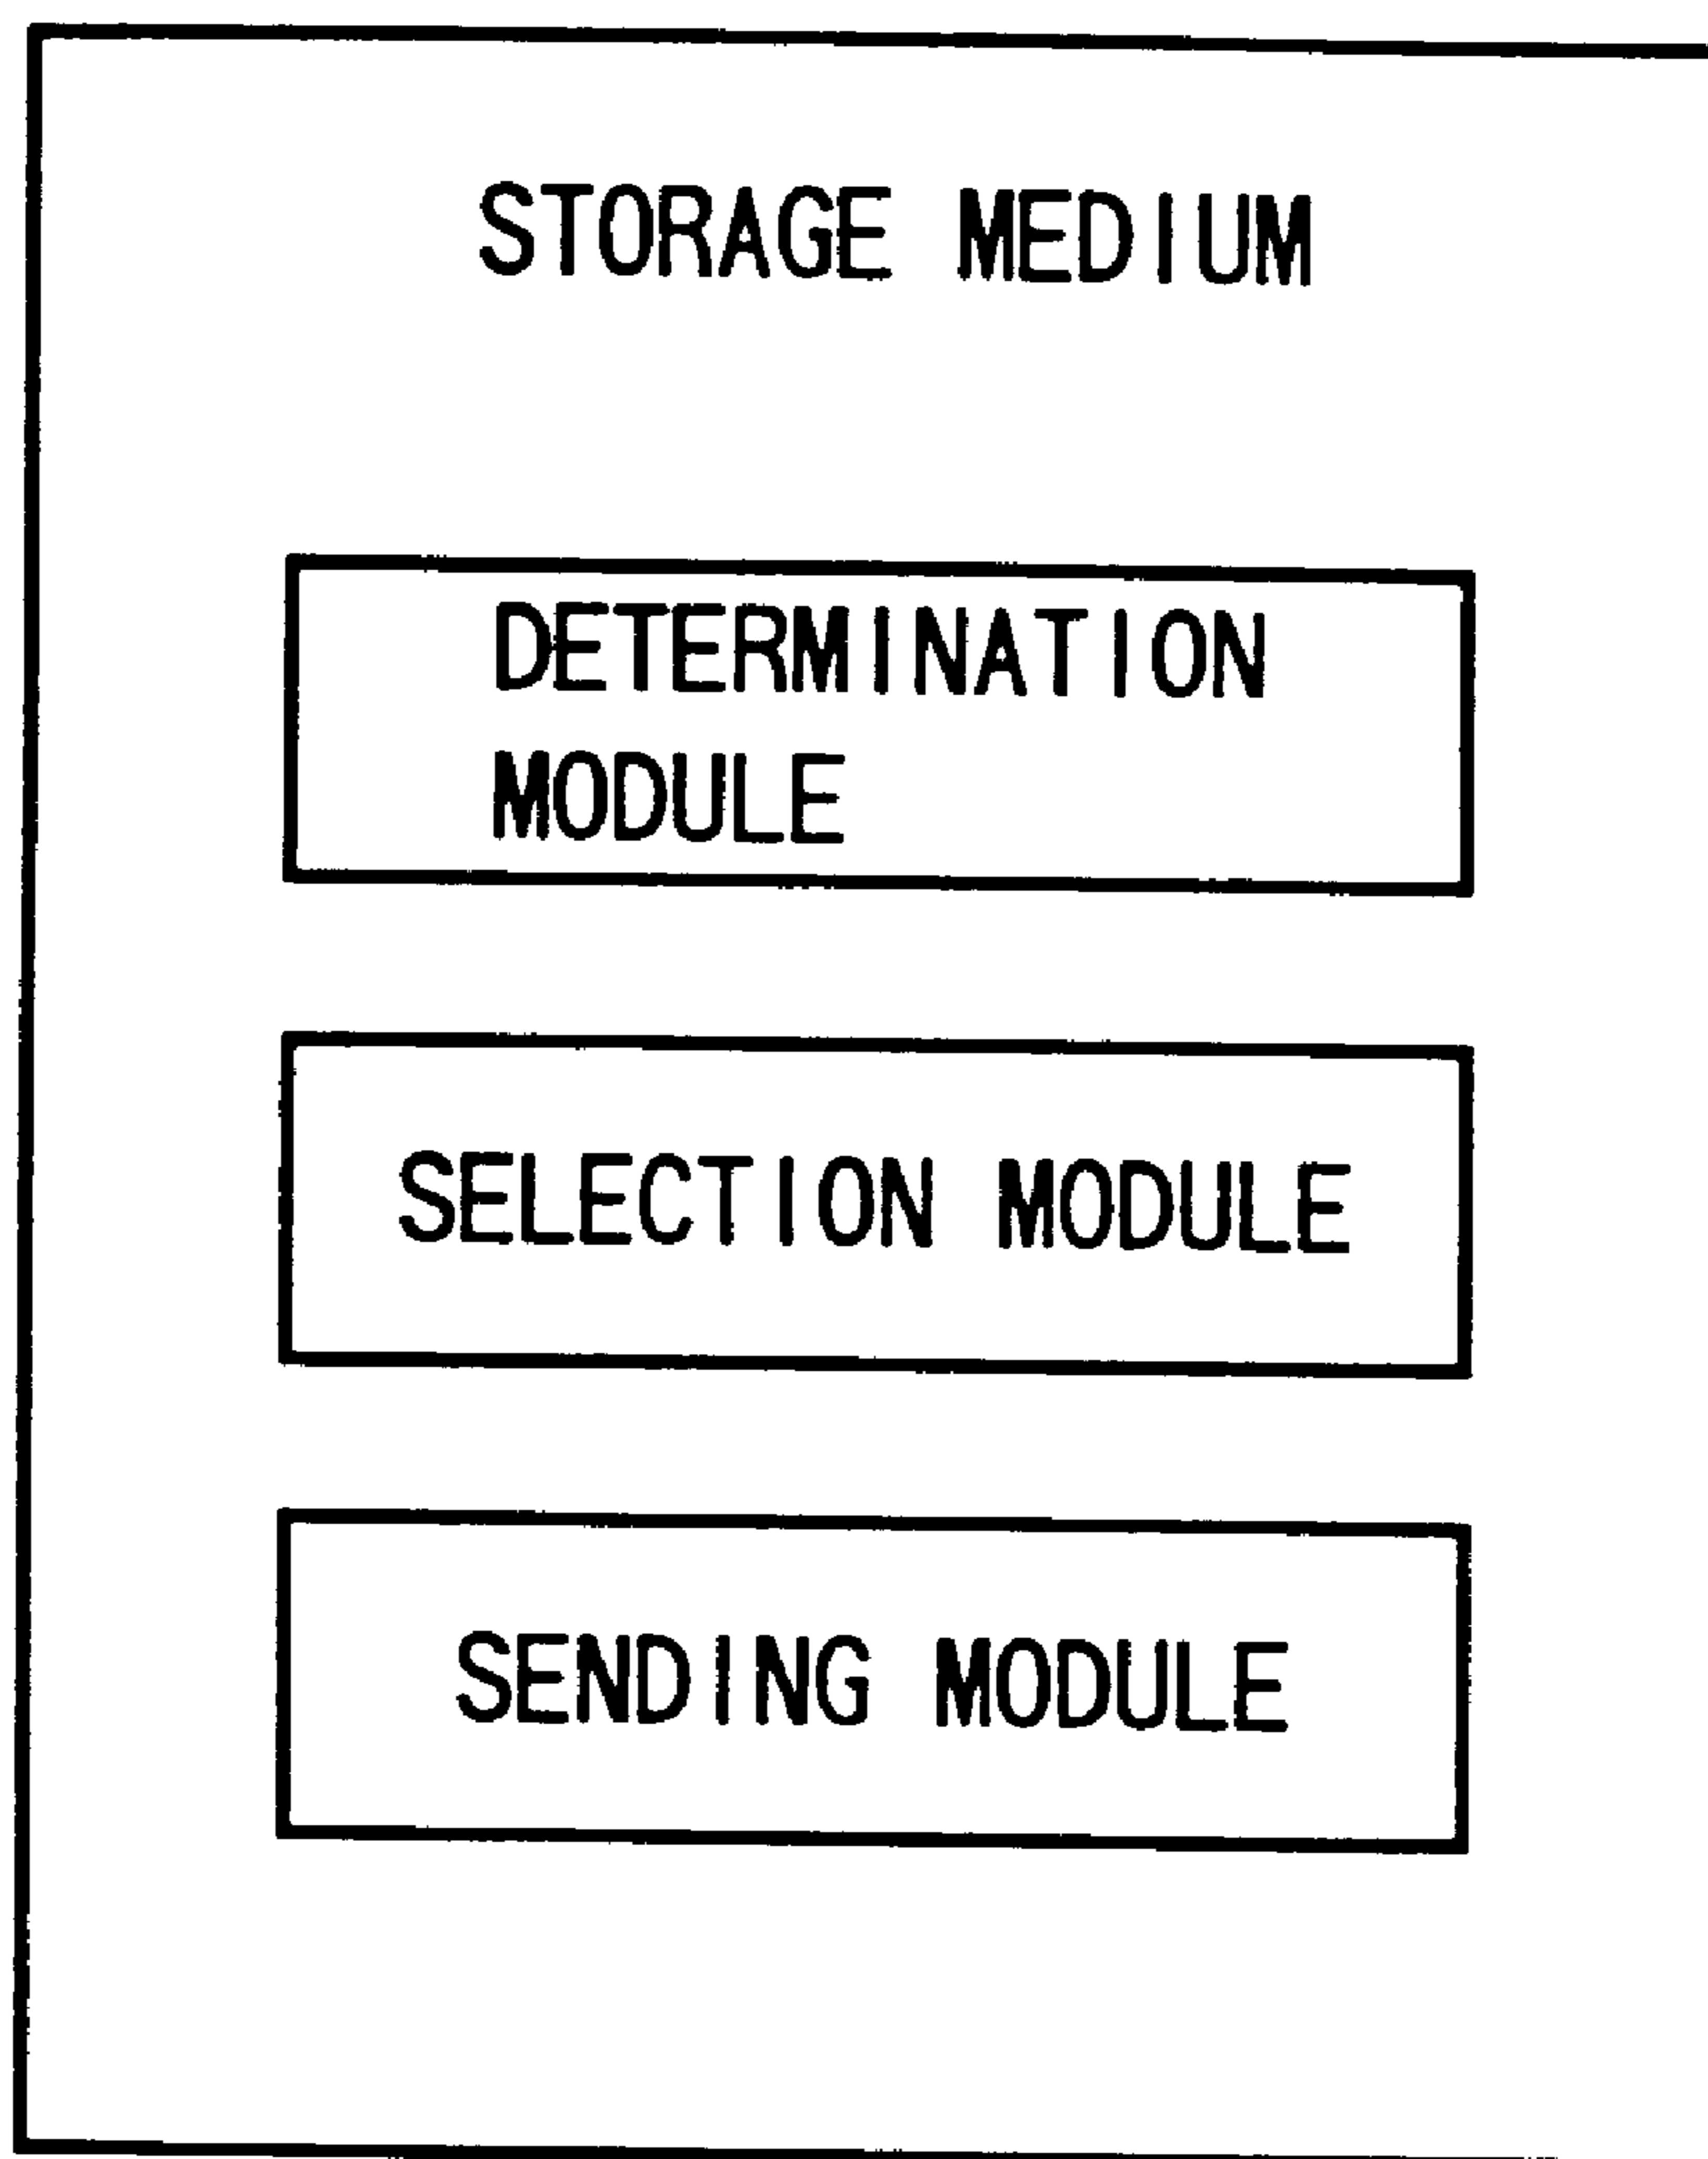 STORAGE MEDIUM
DETERMINATION
MODULE
SELECTION MODULE
SENDING MODULE